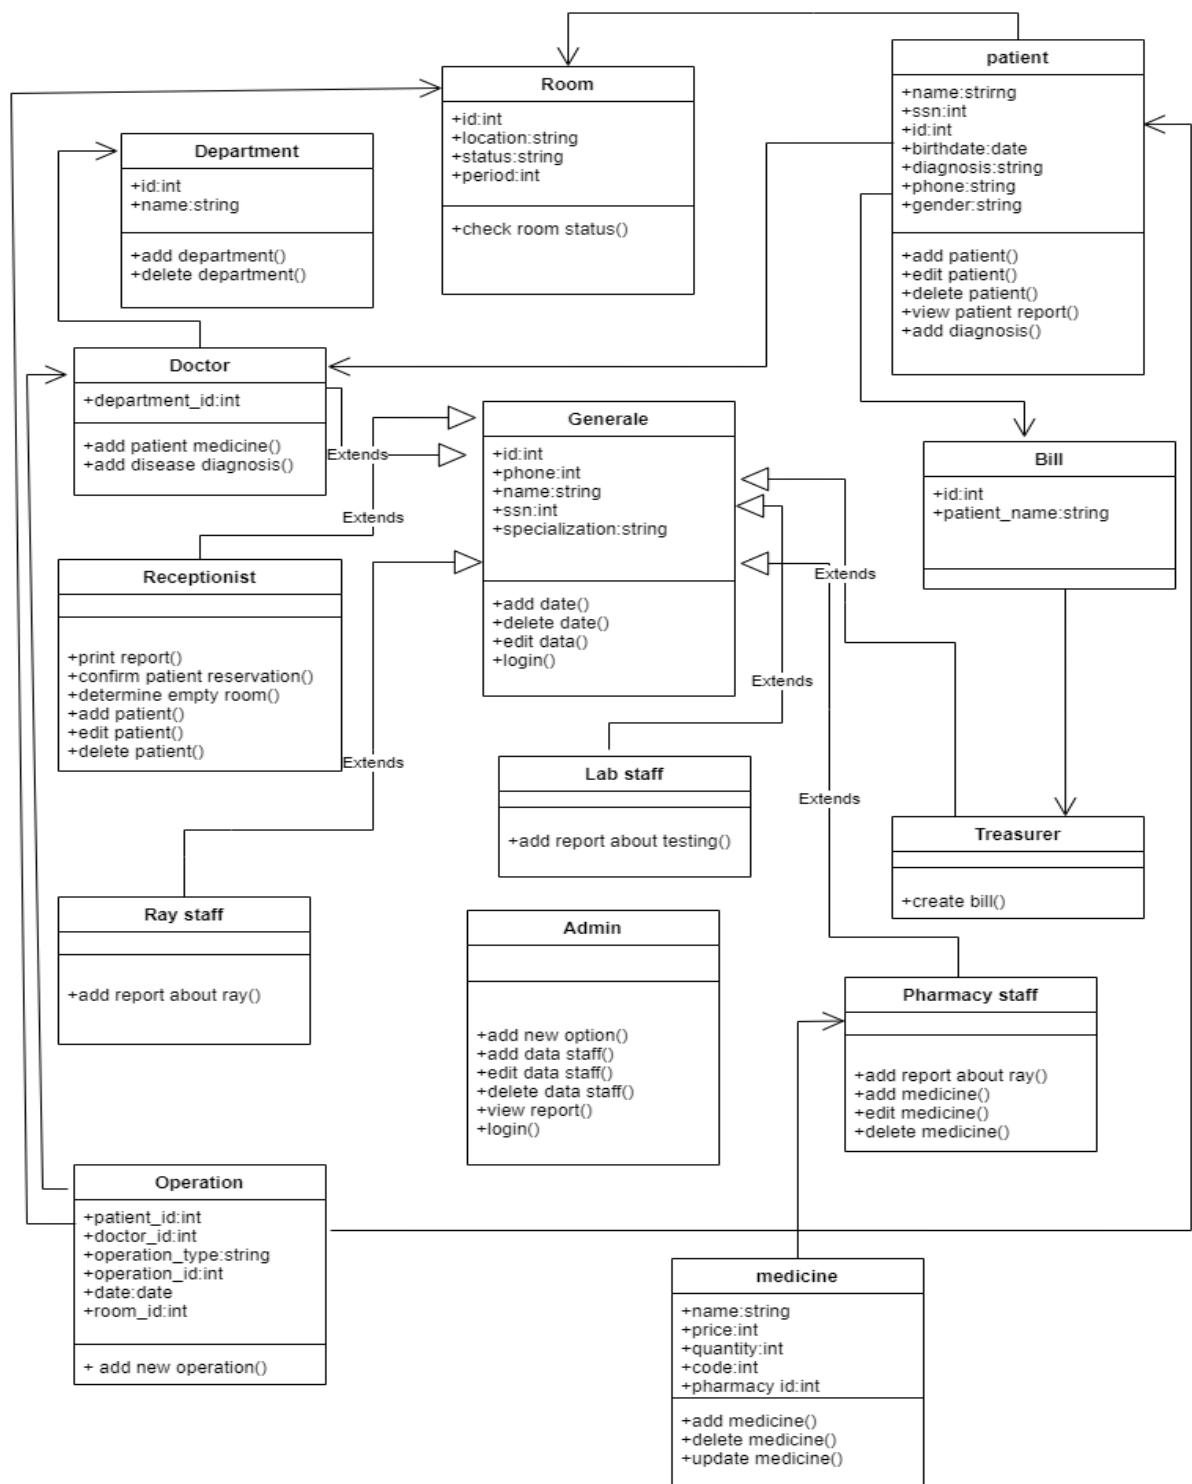 patient
+name:strirng
+ssn:int
+id:int
+birthdate:date
+diagnosis:string
+phone:string
+gender:string
+add patient()
+edit patient()
+delete patient()
+view patient report()
+add diagnosis()
Room
+id:int
+location:string
+status:string
+period:int
+check room status()
Department
+id:int
+name:string
+add department()
+delete department()
Doctor
+department_id:int
+add patient medicine()
+add disease diagnosis()
Extends
Generale
+id:int
+phone:int
+name:string
+ssn:int
+specialization:string
+add date()
+delete date()
+edit data()
+login()
Bill
+id:int
+patient_name:string
Extends
Extends
Receptionist
+print report()
+confirm patient reservation()
+determine empty room()
+add patient()
+edit patient()
+delete patient()
Extends
Extends
Lab staff
+add report about testing()
Extends
Treasurer
+create bill()
Ray staff
+add report about ray()
Admin
+add new option()
+add data staff()
+edit data staff()
+delete data staff()
+view report()
+login()
Pharmacy staff
+add report about ray()
+add medicine()
+edit medicine()
+delete medicine()
Operation
+patient_id:int
+doctor_id:int
+operation_type:string
+operation_id:int
+date:date
+room_id:int
+ add new operation()
medicine
+name:string
+price:int
+quantity:int
+code:int
+pharmacy id:int
+add medicine()
+delete medicine()
+update medicine()